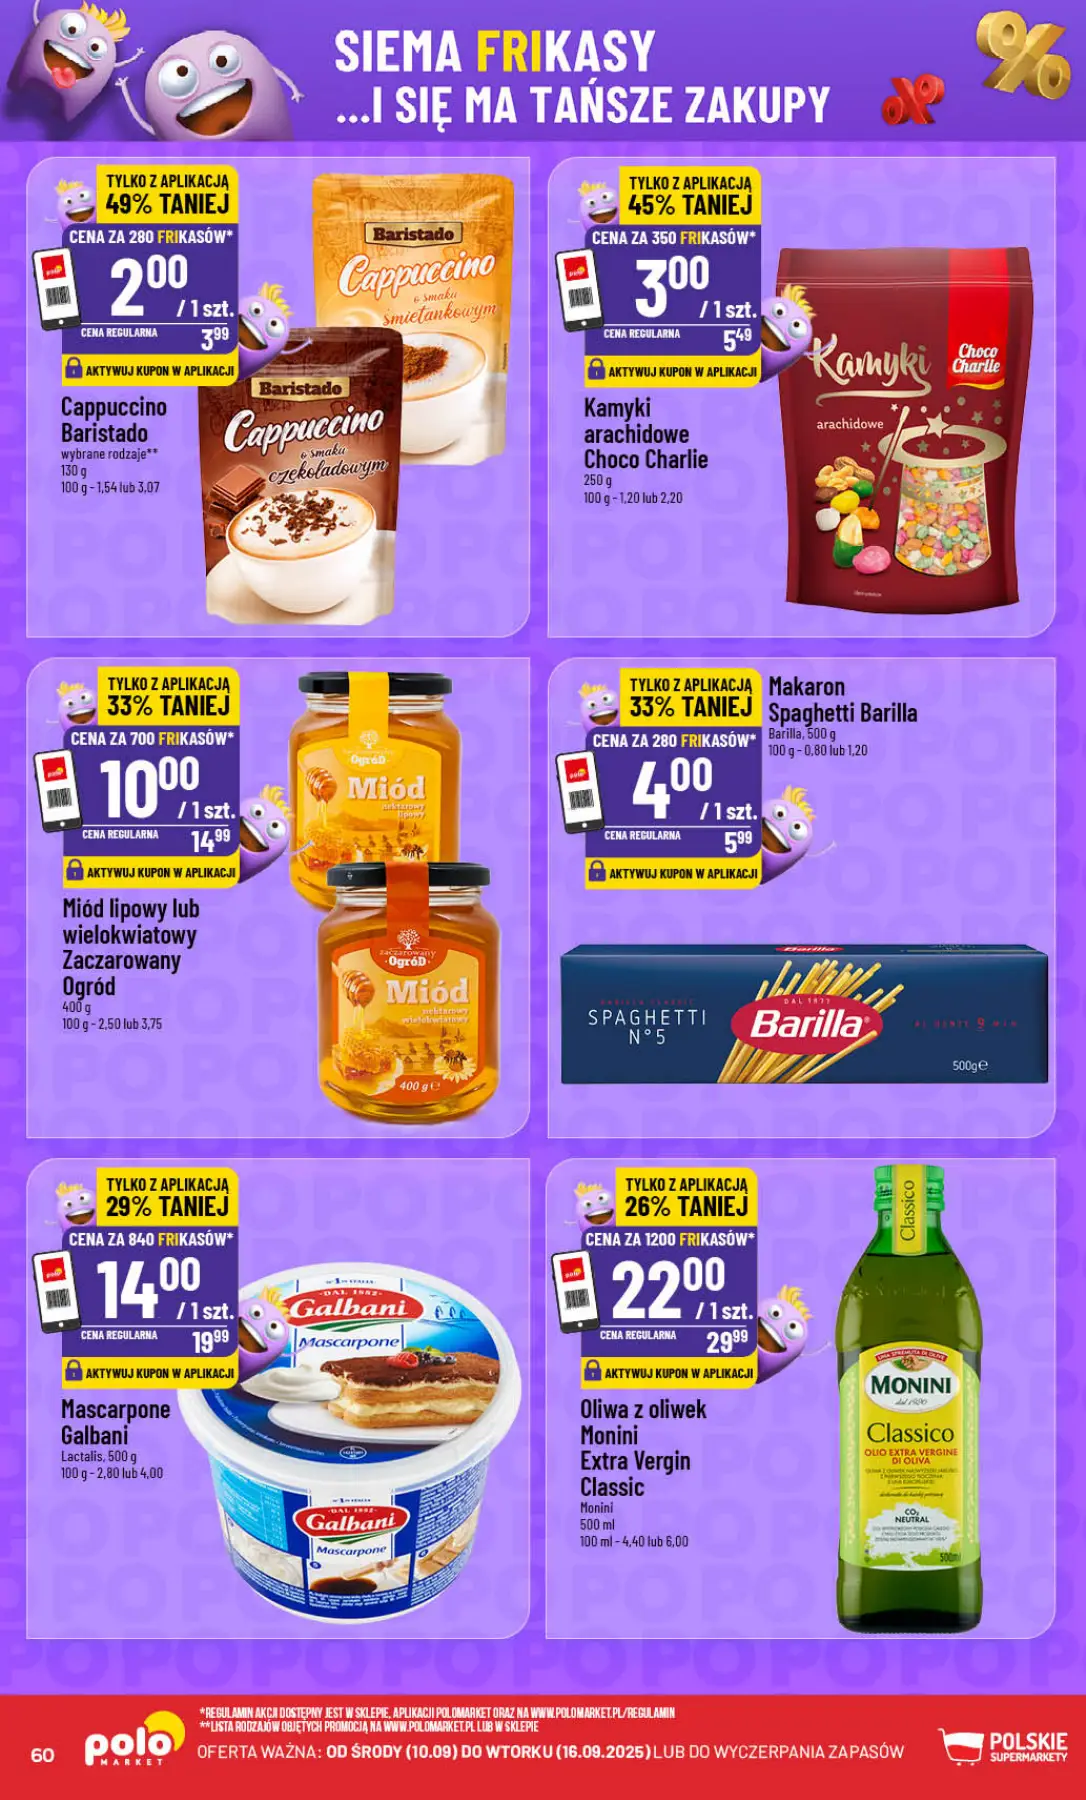 SIEMA FRIKASY
...I SIĘ MA TAŃSZE ZAKUPY
TYLKO Z APLIKACJĄ
49% TANIEJ
CENA ZA 280 FRIKASÓW*
2 00
/ 1 szt.
CENA REGULARNA
3 99
AKTYWUJ KUPON W APLIKACJI
Cappuccino
Baristado
wybrane rodzaje**
130 g
100 g - 1,54 lub 3,07
Baristado
Cappuccino
o smaku
śmietankowym
Baristado
Cappuccino
o smaku
czekoladowym
TYLKO Z APLIKACJĄ
45% TANIEJ
CENA ZA 350 FRIKASÓW*
3 00
/ 1 szt.
CENA REGULARNA
5 49
AKTYWUJ KUPON W APLIKACJI
Kamyki
arachidowe
Choco Charlie
250 g
100 g - 1,20 lub 2,20
Choco
Charlie
Kamyki
arachidowe
TYLKO Z APLIKACJĄ
33% TANIEJ
CENA ZA 700 FRIKASÓW*
10 00
/ 1 szt.
CENA REGULARNA
14 99
AKTYWUJ KUPON W APLIKACJI
Miód lipowy lub
wielokwiatowy
Zaczarowany
Ogród
400 g
100 g - 2,50 lub 3,75
OgróD
Miód
nektarowy
lipowy
zaczarowany
OgróD
Miód
nektarowy
wielokwiatowy
400 g e
TYLKO Z APLIKACJĄ
33% TANIEJ
CENA ZA 280 FRIKASÓW*
4 00
/ 1 szt.
CENA REGULARNA
5 99
AKTYWUJ KUPON W APLIKACJI
Makaron
Spaghetti Barilla
Barilla, 500 g
100 g - 0,80 lub 1,20
Barilla
SPAGHETTI
N°5
DAL 1877
Barilla
AL DENTE 9 MIN
500g e
TYLKO Z APLIKACJĄ
29% TANIEJ
CENA ZA 840 FRIKASÓW*
14 00
/ 1 szt.
CENA REGULARNA
19 99
AKTYWUJ KUPON W APLIKACJI
Mascarpone
Galbani
Lactalis, 500 g
100 g - 2,80 lub 4,00
N°1 IN ITALIA
DAL 1882
Galbani
Mascarpone
DAL 1882
Galbani
Mascarpone
TYLKO Z APLIKACJĄ
26% TANIEJ
CENA ZA 1200 FRIKASÓW*
22 00
/ 1 szt.
CENA REGULARNA
29 99
AKTYWUJ KUPON W APLIKACJI
Oliwa z oliwek
Monini
Extra Vergin
Classic
Monini
500 ml
100 ml - 4,40 lub 6,00
Classico
MONINI
Classico
OLIO EXTRA VERGINE
DI OLIVA
CO₂
NEUTRAL
500ml
*REGULAMIN AKCJI DOSTĘPNY JEST W SKLEPIE, APLIKACJI POLOMARKET ORAZ NA WWW.POLOMARKET.PL/REGULAMIN
**LISTA RODZAJÓW OBJĘTYCH PROMOCJĄ NA WWW.POLOMARKET.PL LUB W SKLEPIE
60
polo
MARKET
OFERTA WAŻNA: OD ŚRODY (10.09) DO WTORKU (16.09.2025) LUB DO WYCZERPANIA ZAPASÓW
POLSKIE
SUPERMARKETY